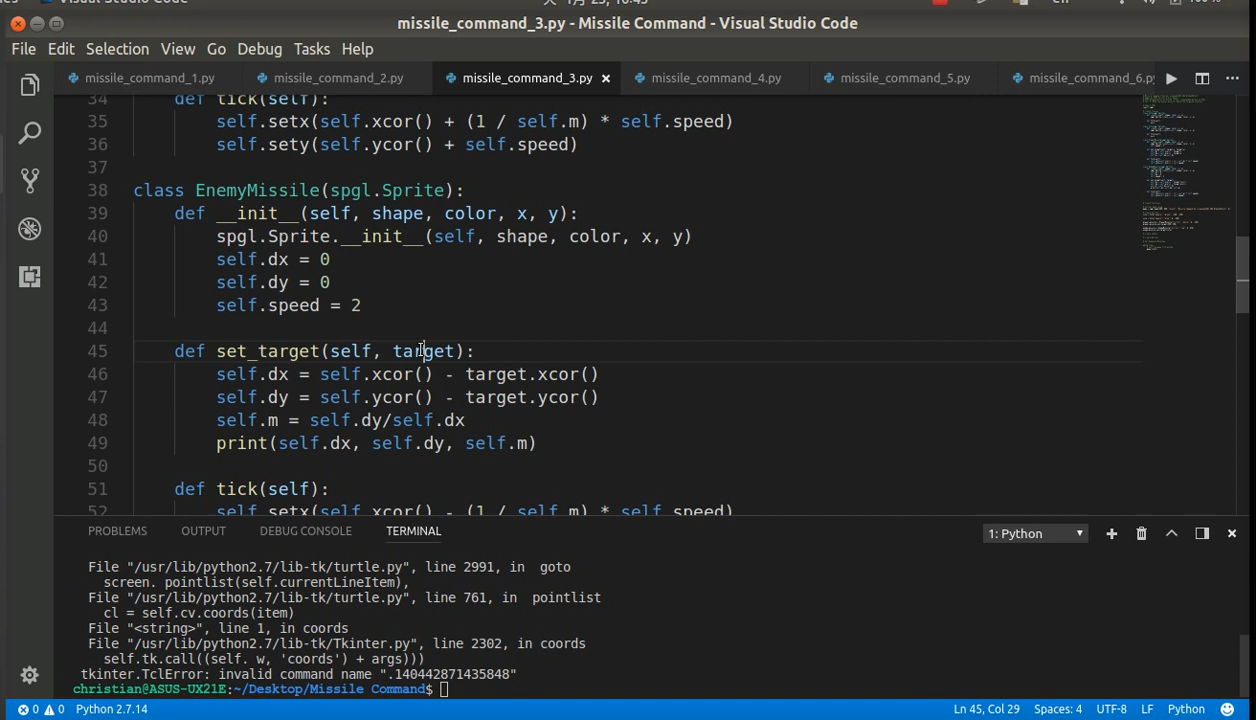 missile_command_3.py - Missile Command - Visual Studio Code
File Edit Selection View Go Debug Tasks Help
missile_command_1.py missile_command_2.py missile_command_3.py missile_command_4.py missile_command_5.py missile_command_6.py
34 def tick(self):
35 self.setx(self.xcor() + (1 / self.m) * self.speed)
36 self.sety(self.ycor() + self.speed)
37
38 class EnemyMissile(spgl.Sprite):
39 def __init__(self, shape, color, x, y):
40 spgl.Sprite.__init__(self, shape, color, x, y)
41 self.dx = 0
42 self.dy = 0
43 self.speed = 2
44
45 def set_target(self, target):
46 self.dx = self.xcor() - target.xcor()
47 self.dy = self.ycor() - target.ycor()
48 self.m = self.dy/self.dx
49 print(self.dx, self.dy, self.m)
50
51 def tick(self):
52 self.setx(self.xcor() - (1 / self.m) * self.speed)
PROBLEMS OUTPUT DEBUG CONSOLE TERMINAL 1: Python
File "/usr/lib/python2.7/lib-tk/turtle.py", line 2991, in goto
screen. pointlist(self.currentLineItem),
File "/usr/lib/python2.7/lib-tk/turtle.py", line 761, in pointlist
cl = self.cv.coords(item)
File "<string>", line 1, in coords
File "/usr/lib/python2.7/lib-tk/Tkinter.py", line 2302, in coords
self.tk.call((self. w, 'coords') + args)))
tkinter.TclError: invalid command name ".140442871435848"
christian@ASUS-UX21E:~/Desktop/Missile Command$
0 0 Python 2.7.14 Ln 45, Col 29 Spaces: 4 UTF-8 LF Python